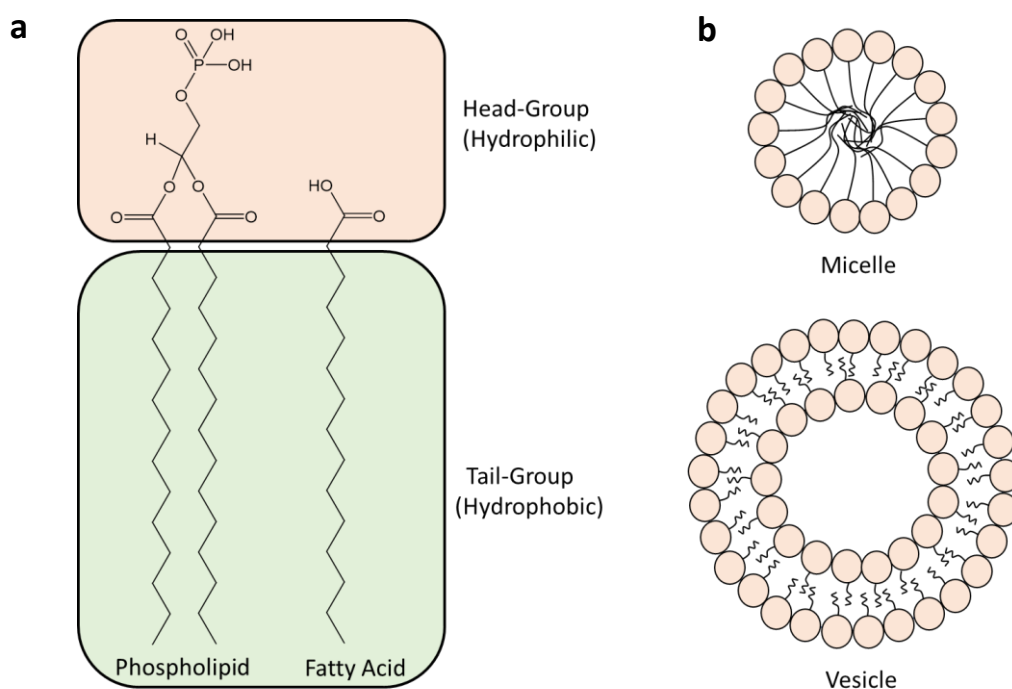 a
O
OH
P
OH
O
H
O
O
O
O
HO
O
Head-Group
(Hydrophilic)
Tail-Group
(Hydrophobic)
Phospholipid
Fatty Acid
b
Micelle
Vesicle